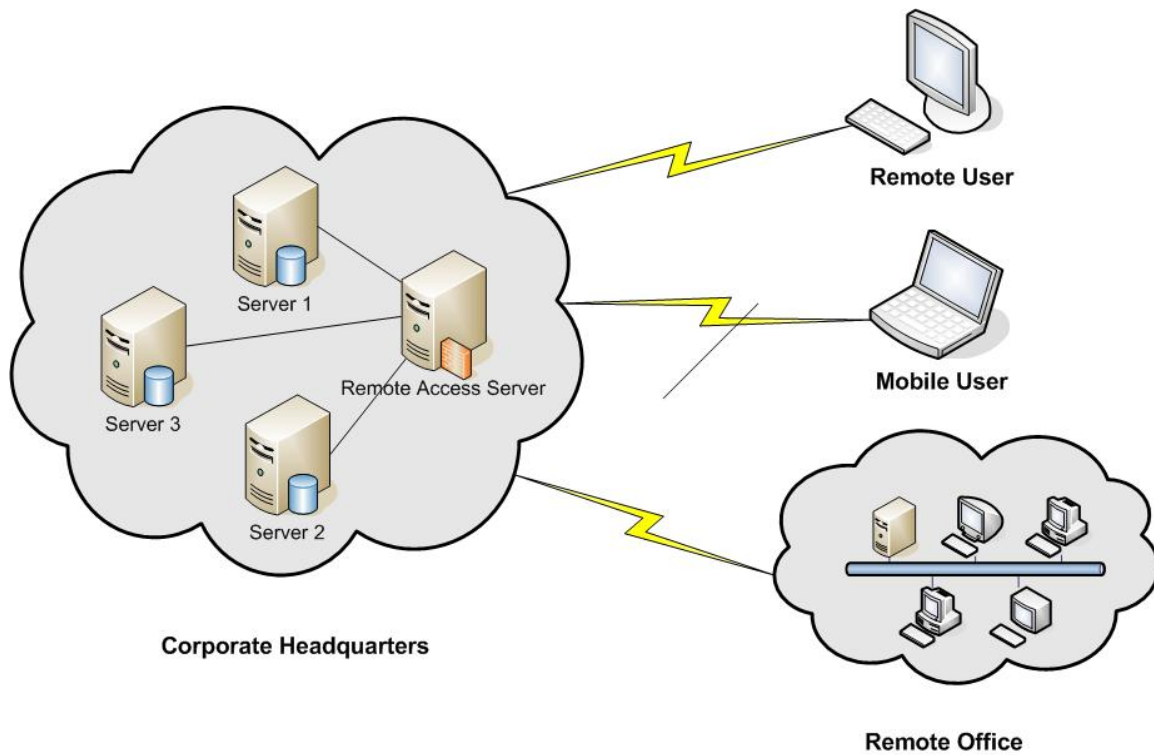 Remote User
Server 1
Mobile User
Remote Access Server
Server 3
Server 2
Corporate Headquarters
Remote Office